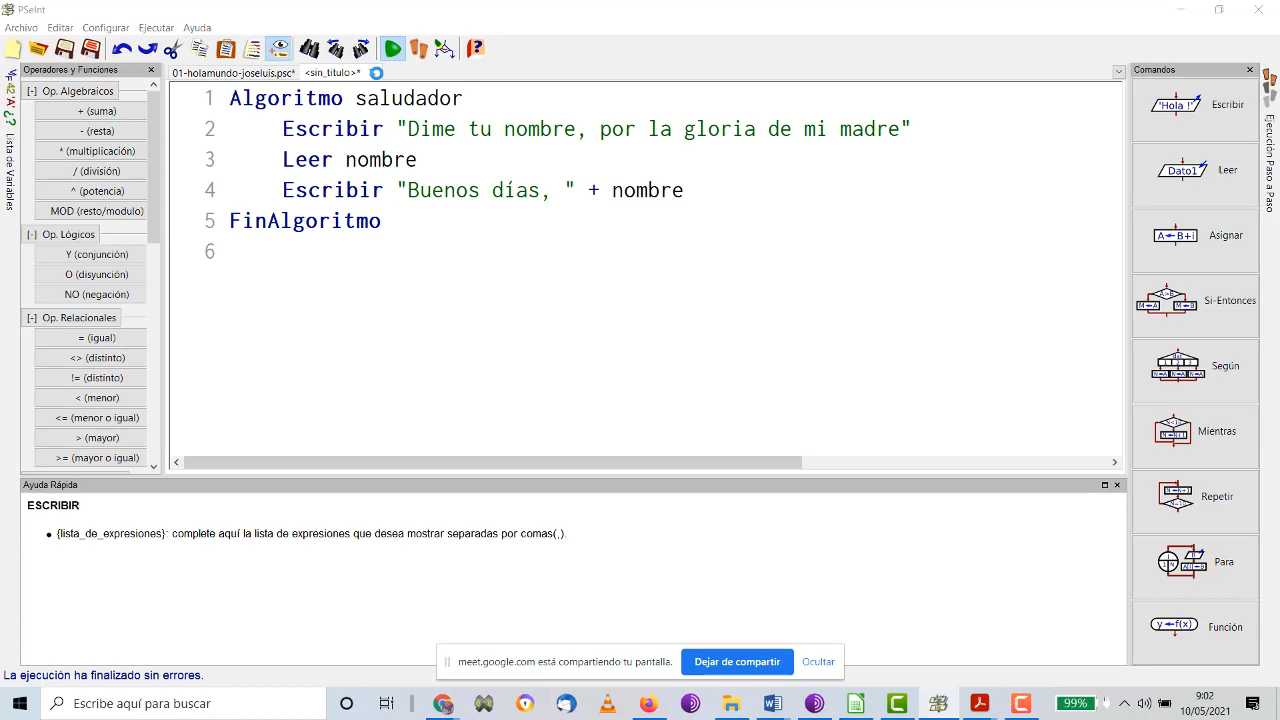 PSeInt
Archivo Editar Configurar Ejecutar Ayuda
Operadores y Funciones
01-holamundo-joseluis.psc* <sin_titulo>*
Comandos
Lista de Variables
*42*A*¿?
[-] Op. Algebraicos
+ (suma)
- (resta)
* (multiplicación)
/ (división)
^ (potencia)
MOD (resto/modulo)
[-] Op. Lógicos
Y (conjunción)
O (disyunción)
NO (negación)
[-] Op. Relacionales
= (igual)
<> (distinto)
!= (distinto)
< (menor)
<= (menor o igual)
> (mayor)
>= (mayor o igual)
1 Algoritmo saludador
2 Escribir "Dime tu nombre, por la gloria de mi madre"
3 Leer nombre
4 Escribir "Buenos días, " + nombre
5 FinAlgoritmo
6
"Hola !" Escribir
Dato1 Leer
A←B+i Asignar
Si-Entonces
Según
Mientras
Repetir
Para
y←f(x) Función
Ejecución Paso a Paso
Ayuda Rápida
ESCRIBIR
• {lista_de_expresiones}: complete aquí la lista de expresiones que desea mostrar separadas por comas(,).
meet.google.com está compartiendo tu pantalla. Dejar de compartir Ocultar
La ejecución ha finalizado sin errores.
Escribe aquí para buscar
99%
9:02
10/05/2021